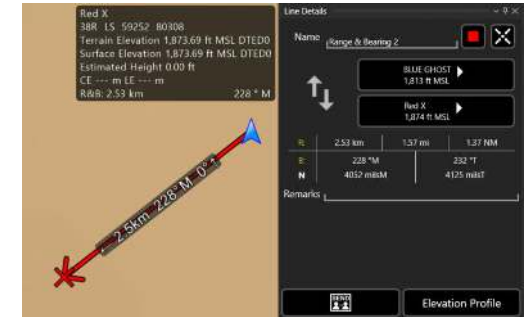 Red X
38R LS 59252 80308
Terrain Elevation 1,873.69 ft MSL DTED0
Surface Elevation 1,873.69 ft MSL DTED0
Estimated Height 0.00 ft
CE --- m LE --- m
R&B: 2.53 km 228 ° M
2.5km 228°M 0°↑
Line Details
Name Range & Bearing 2
BLUE GHOST
1,813 ft MSL
Red X
1,874 ft MSL
R: 2.53 km 1.57 mi 1.37 NM
B: 228 °M 232 °T
N 4052 milsM 4125 milsT
Remarks
Elevation Profile